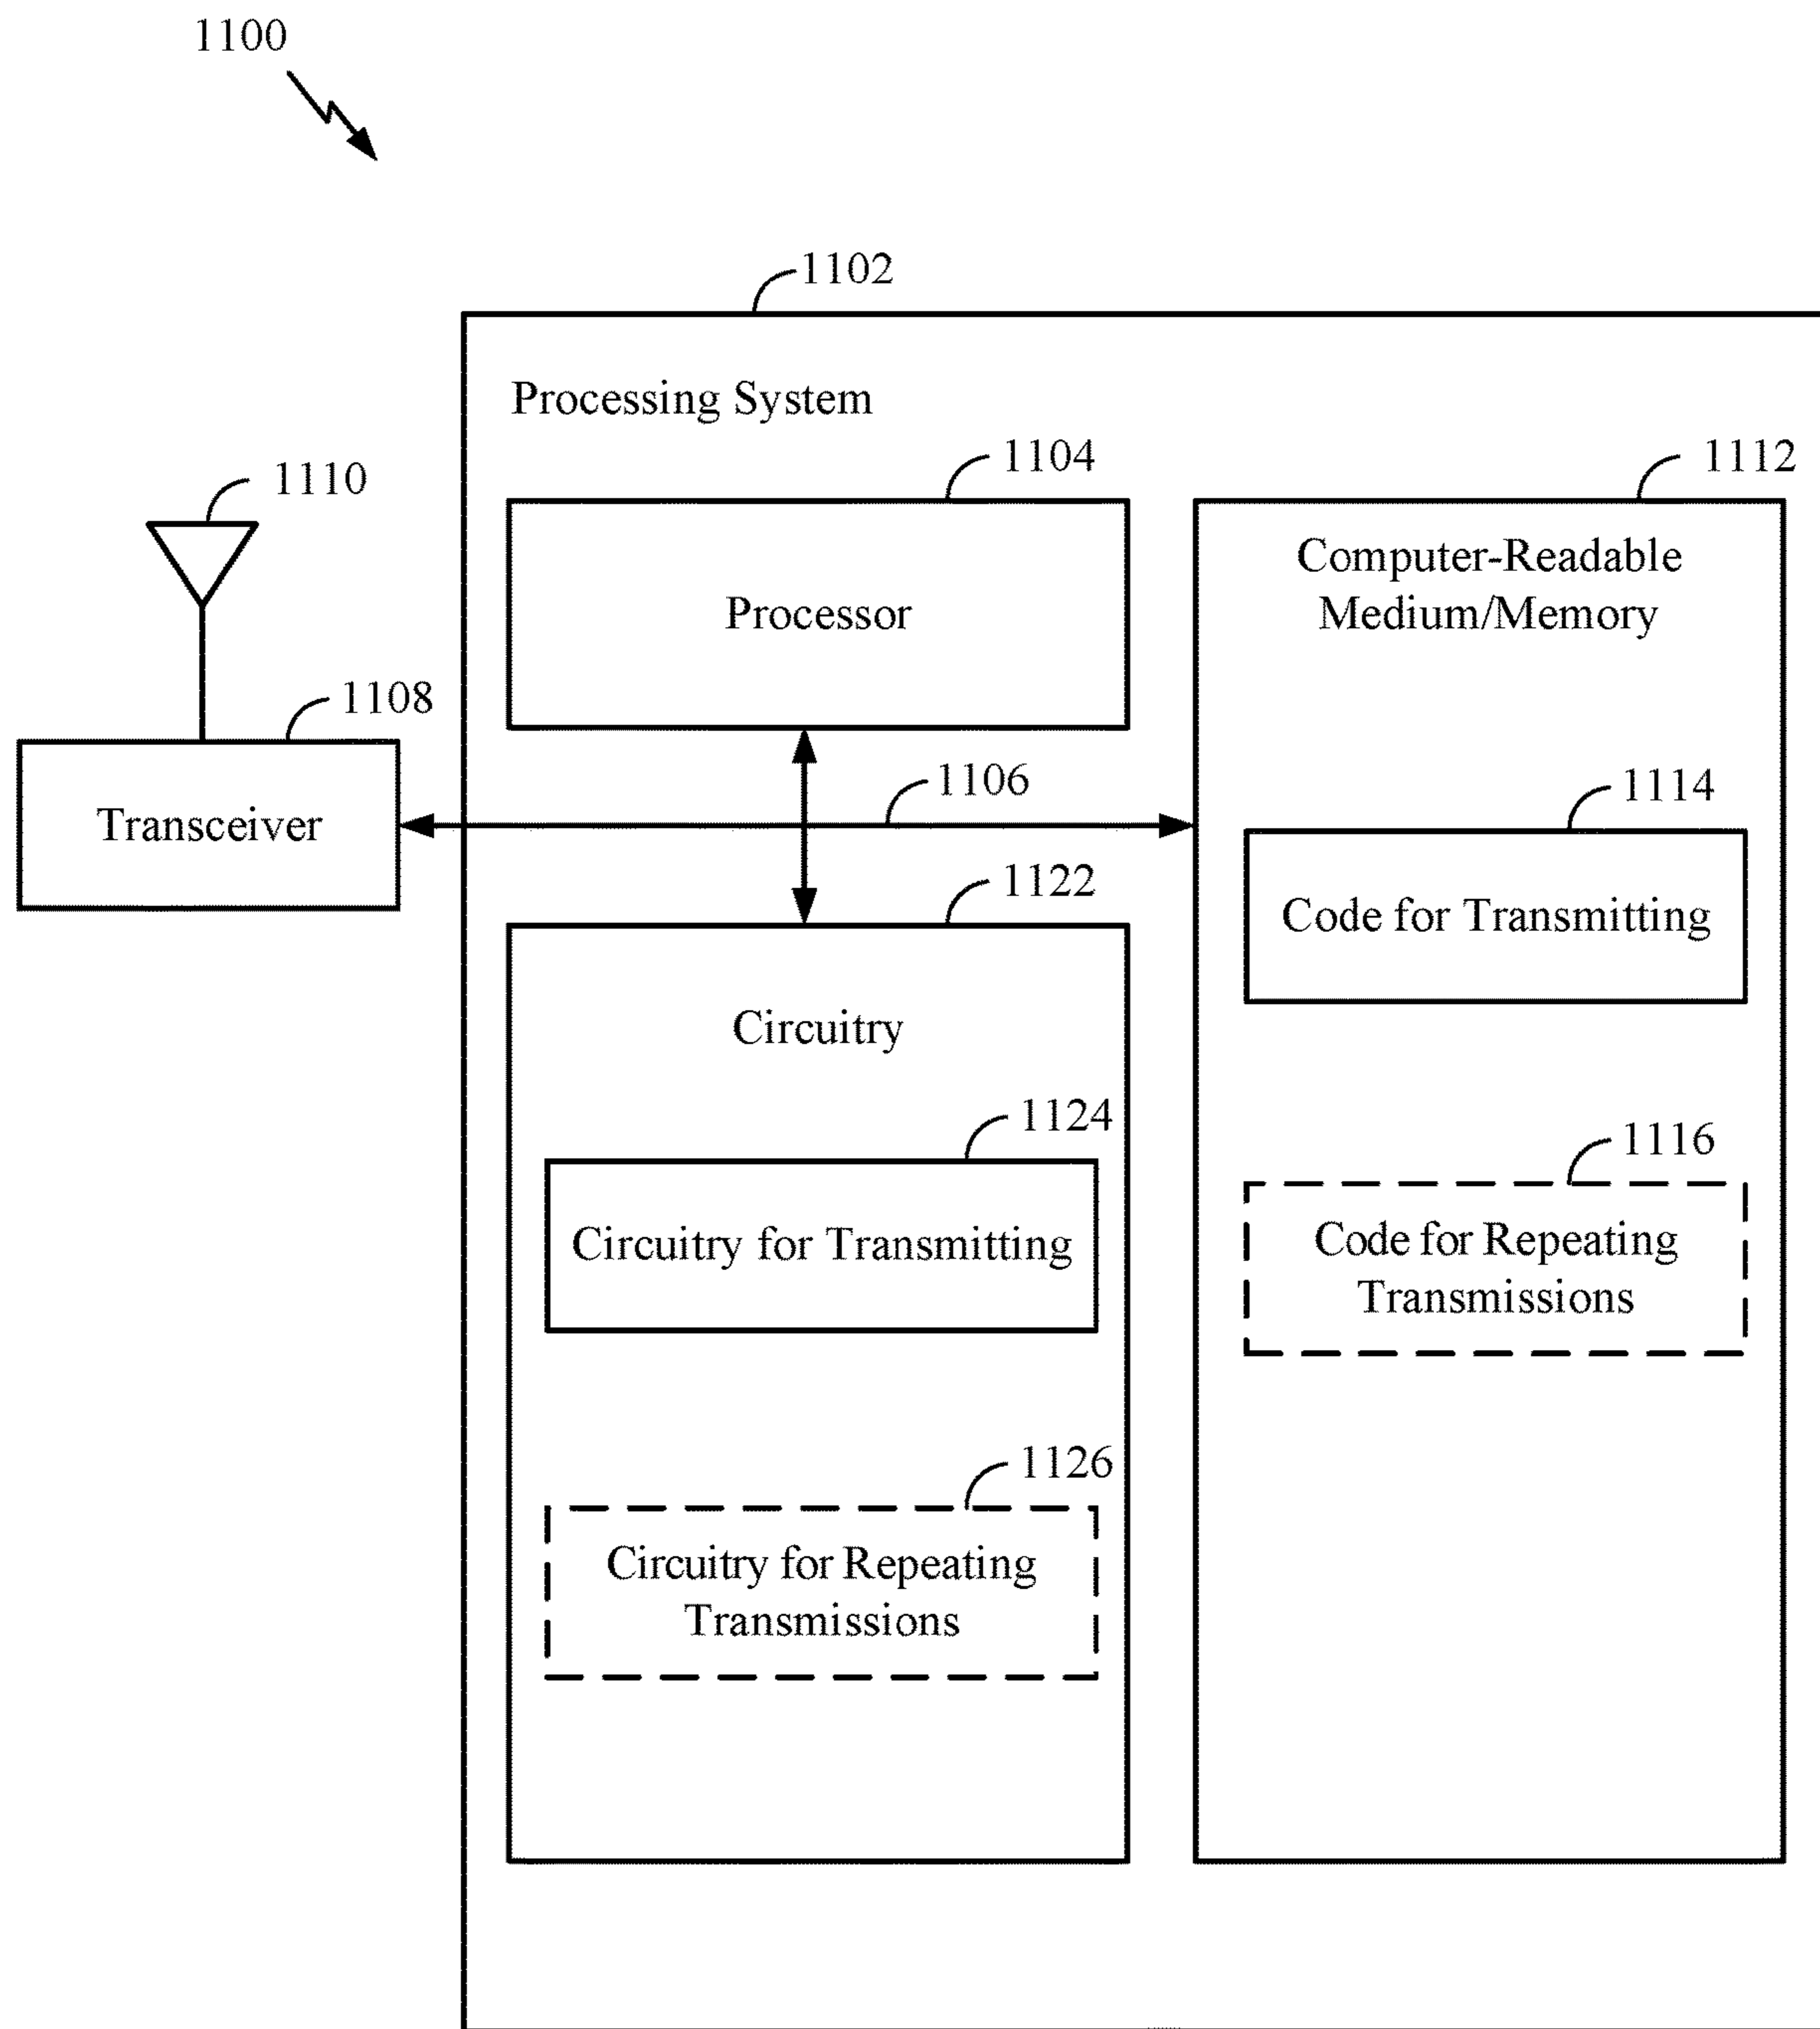 1100
1102
Processing System
1104
1112
1110
Processor
Computer-Readable
Medium/Memory
1108
1106
1114
Transceiver
1122
Code for Transmitting
Circuitry
1124
1116
Circuitry for Transmitting
Code for Repeating
Transmissions
1126
Circuitry for Repeating
Transmissions